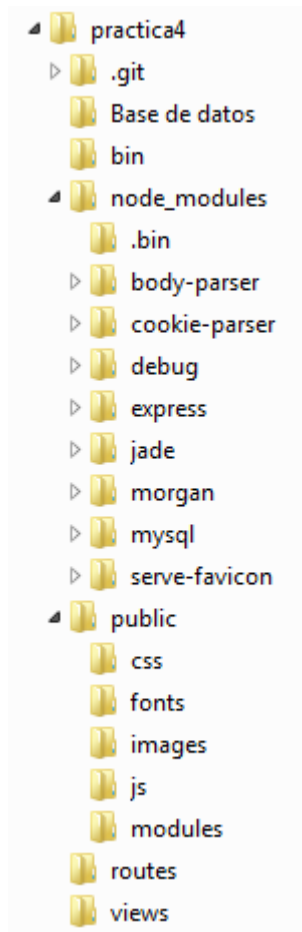 practica4
.git
Base de datos
bin
node_modules
.bin
body-parser
cookie-parser
debug
express
jade
morgan
mysql
serve-favicon
public
css
fonts
images
js
modules
routes
views